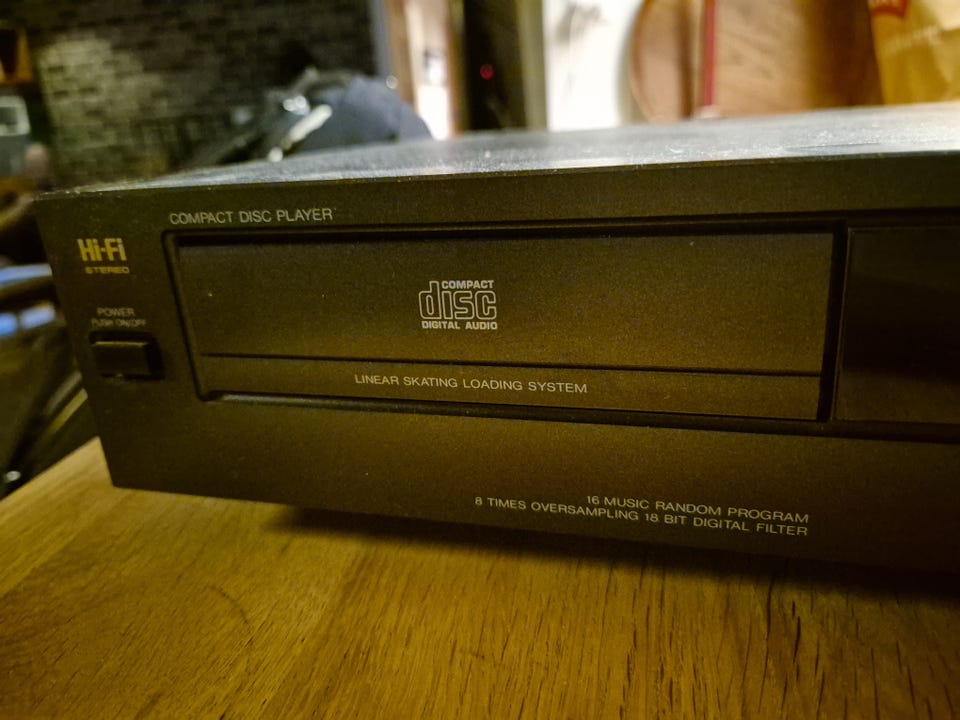 COMPACT DISC PLAYER
Hi-Fi
STEREO
POWER
PUSH ON/OFF
COMPACT
disc
DIGITAL AUDIO
LINEAR SKATING LOADING SYSTEM
16 MUSIC RANDOM PROGRAM
8 TIMES OVERSAMPLING 18 BIT DIGITAL FILTER